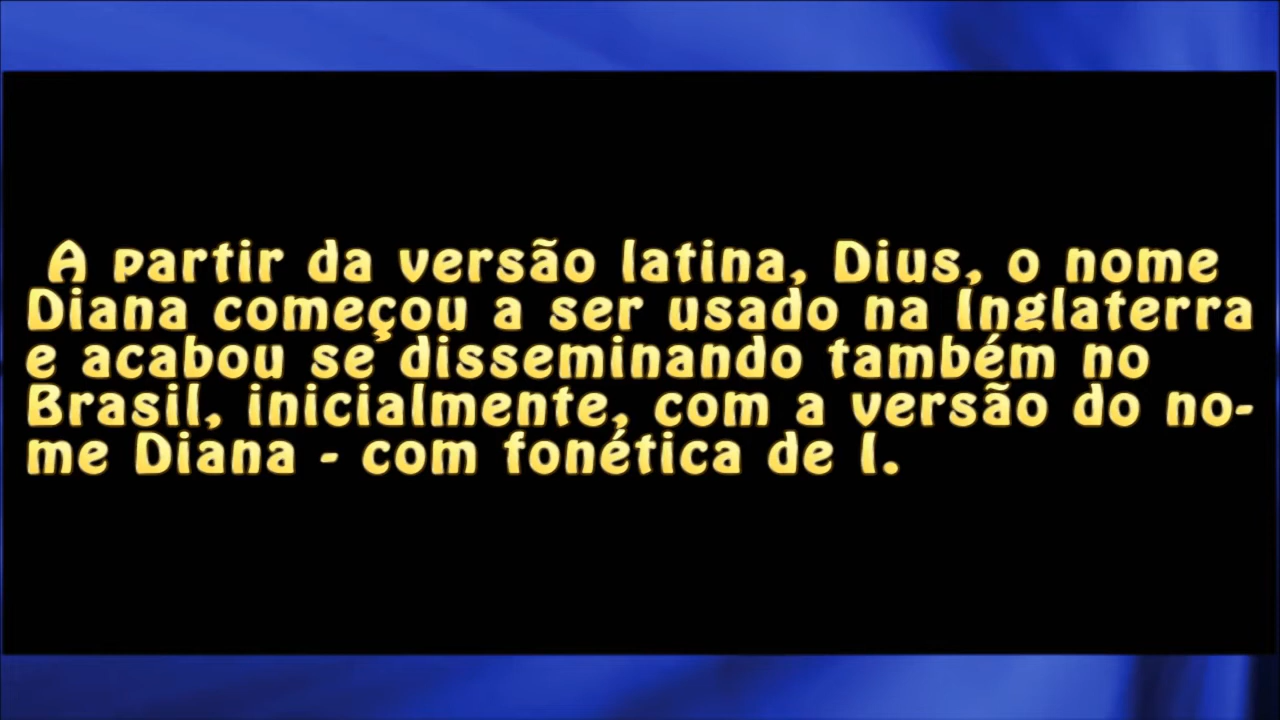 A partir da versão latina, Dius, o nome
Diana começou a ser usado na Inglaterra
e acabou se disseminando também no
Brasil, inicialmente, com a versão do no-
me Diana - com fonética de I.